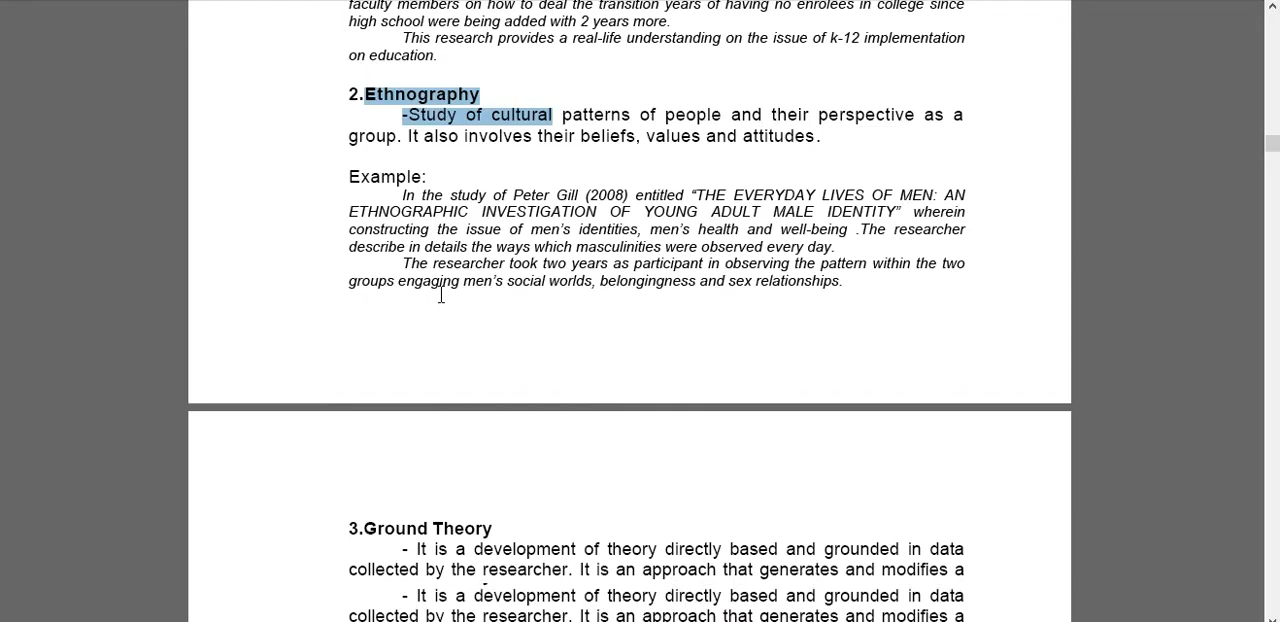 faculty members on how to deal the transition years of having no enrolees in college since
high school were being added with 2 years more.
This research provides a real-life understanding on the issue of k-12 implementation
on education.
2.Ethnography
-Study of cultural patterns of people and their perspective as a
group. It also involves their beliefs, values and attitudes.
Example:
In the study of Peter Gill (2008) entitled “THE EVERYDAY LIVES OF MEN: AN
ETHNOGRAPHIC INVESTIGATION OF YOUNG ADULT MALE IDENTITY” wherein
constructing the issue of men’s identities, men’s health and well-being .The researcher
describe in details the ways which masculinities were observed every day.
The researcher took two years as participant in observing the pattern within the two
groups engaging men’s social worlds, belongingness and sex relationships.
3.Ground Theory
- It is a development of theory directly based and grounded in data
collected by the researcher. It is an approach that generates and modifies a
- It is a development of theory directly based and grounded in data
collected by the researcher. It is an approach that generates and modifies a